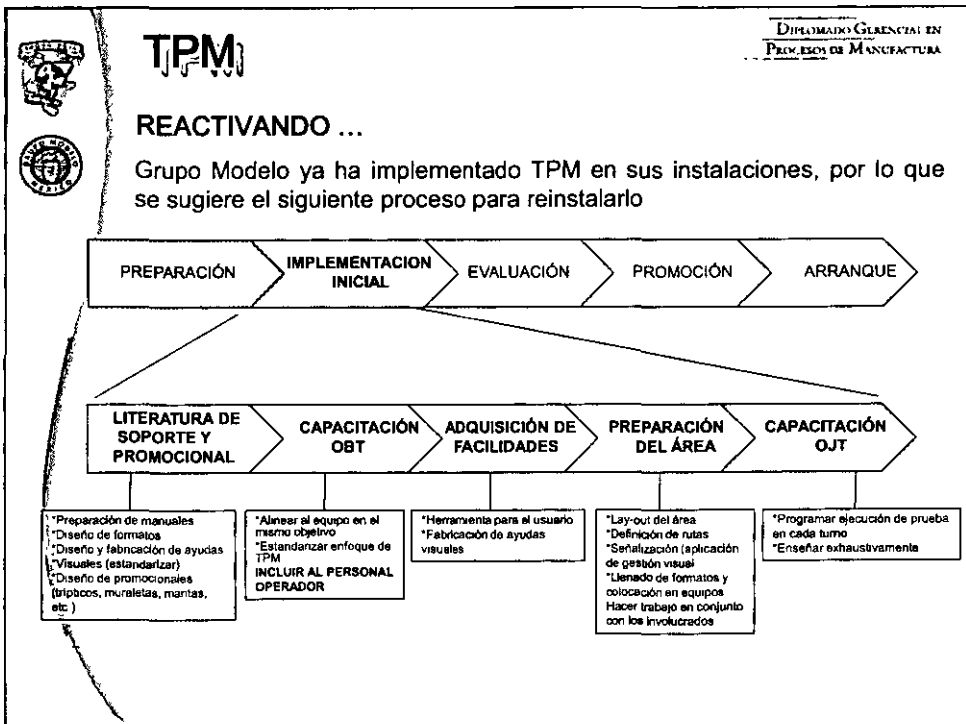 TPM
DIPLOMADO GERENCIAL EN
PROCESOS DE MANUFACTURA
GRUPO MODELO
MEXICO
REACTIVANDO ...
Grupo Modelo ya ha implementado TPM en sus instalaciones, por lo que
se sugiere el siguiente proceso para reinstalarlo
PREPARACIÓN
IMPLEMENTACION
INICIAL
EVALUACIÓN
PROMOCIÓN
ARRANQUE
LITERATURA DE
SOPORTE Y
PROMOCIONAL
CAPACITACIÓN
OBT
ADQUISICIÓN DE
FACILIDADES
PREPARACIÓN
DEL ÁREA
CAPACITACIÓN
OJT
*Preparación de manuales
*Diseño de formatos
*Diseño y fabricación de ayudas
*Visuales (estandarizar)
*Diseño de promocionales
(trípticos, muraletas, mantas,
etc )
*Alinear al equipo en el
mismo objetivo
*Estandarizar enfoque de
TPM
INCLUIR AL PERSONAL
OPERADOR
*Herramienta para el usuario
*Fabricación de ayudas
visuales
*Lay-out del área
*Definición de rutas
*Señalización (aplicación
de gestión visual
*Llenado de formatos y
colocación en equipos
Hacer trabajo en conjunto
con los involucrados
*Programar ejecución de prueba
en cada turno
*Enseñar exhaustivamente